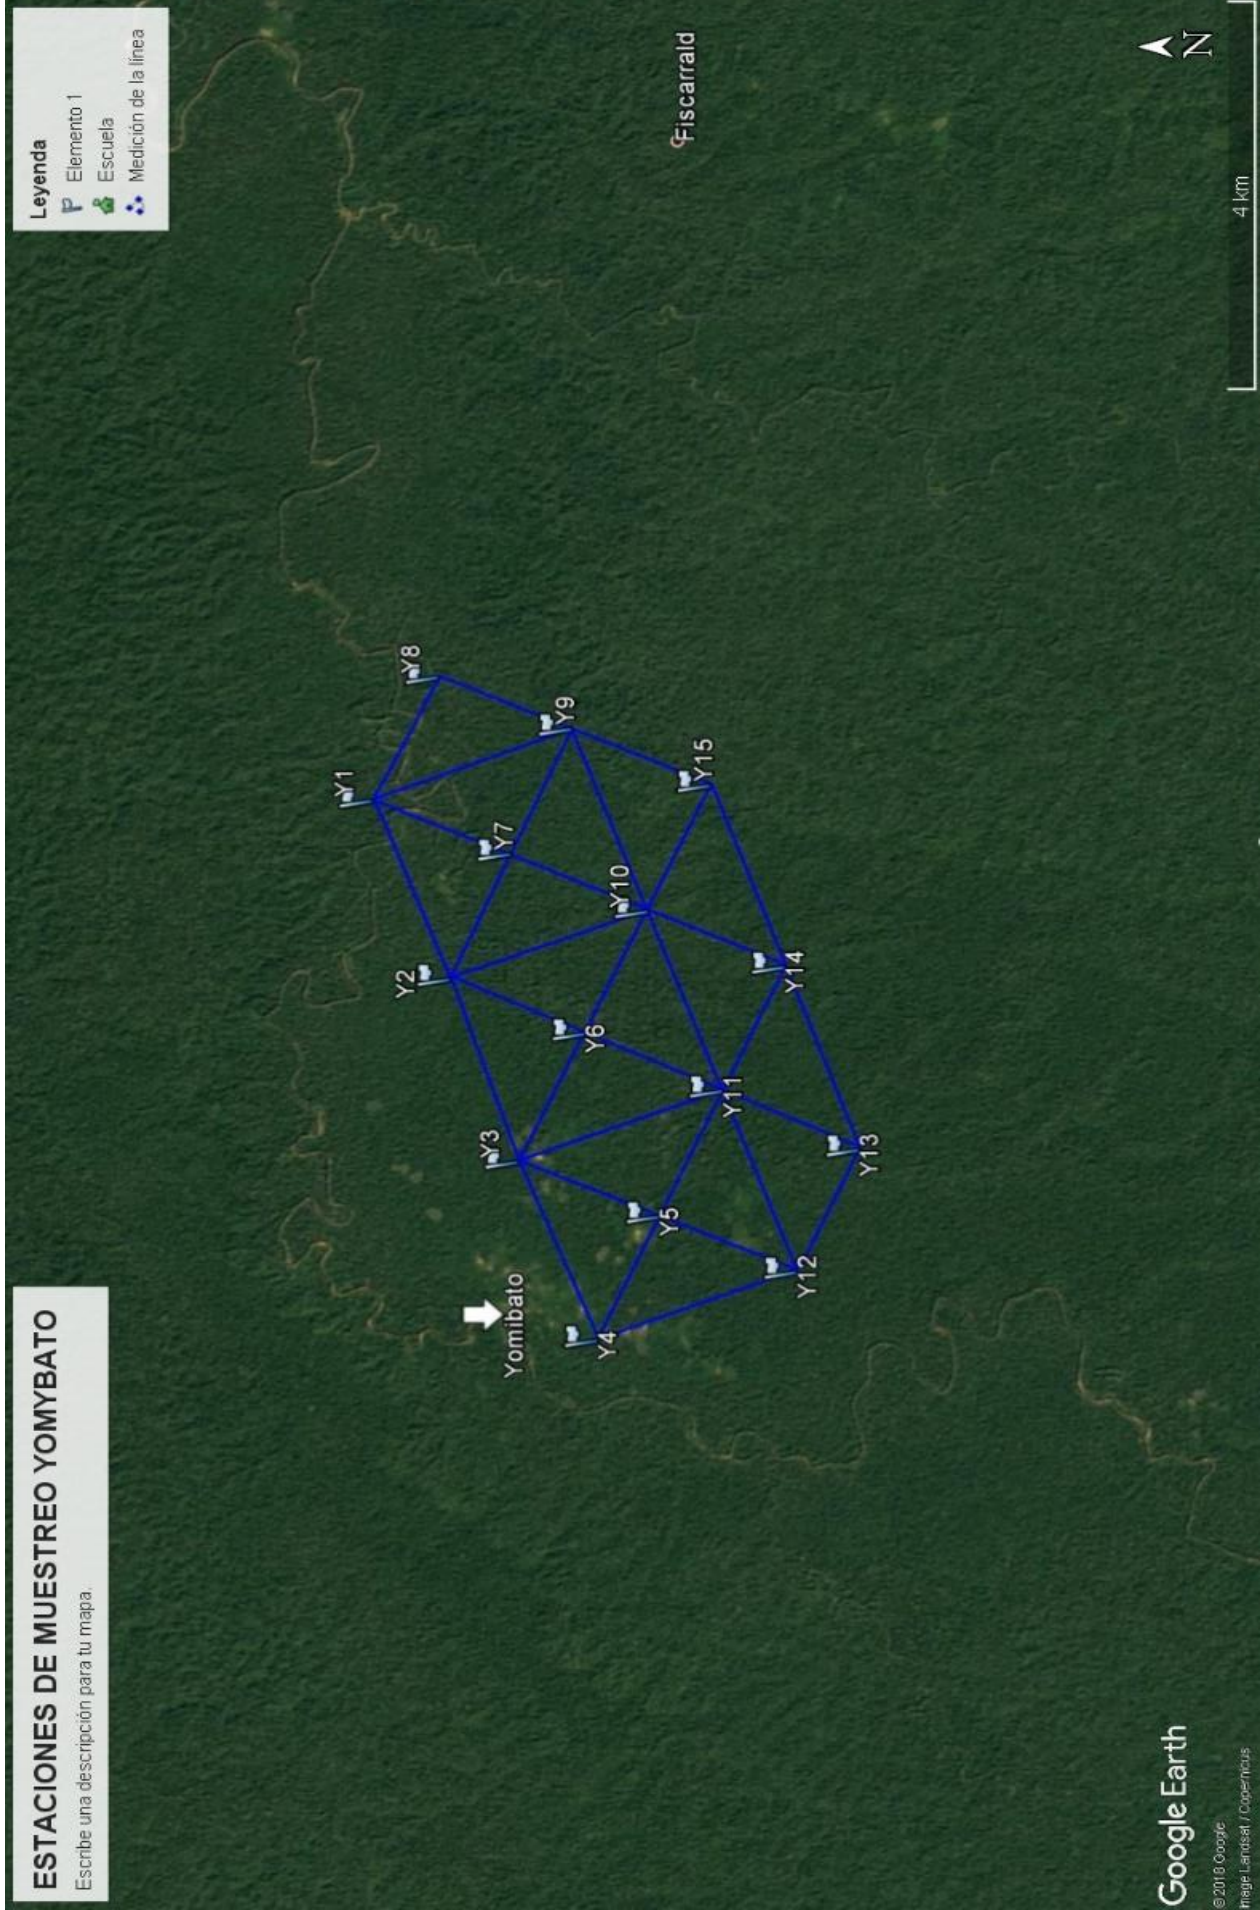 ESTACIONES DE MUESTREO YOMYBATO
Escribe una descripción para tu mapa.
Leyenda
Elemento 1
Escuela
Medición de la línea
Y1
Y8
Y2
Y7
Y9
Y3
Y6
Y10
Y15
Yomibato
Y4
Y5
Y11
Y14
Y12
Y13
Fiscarrald
N
4 km
Google Earth
©2018 Google
Image Landsat / Copernicus